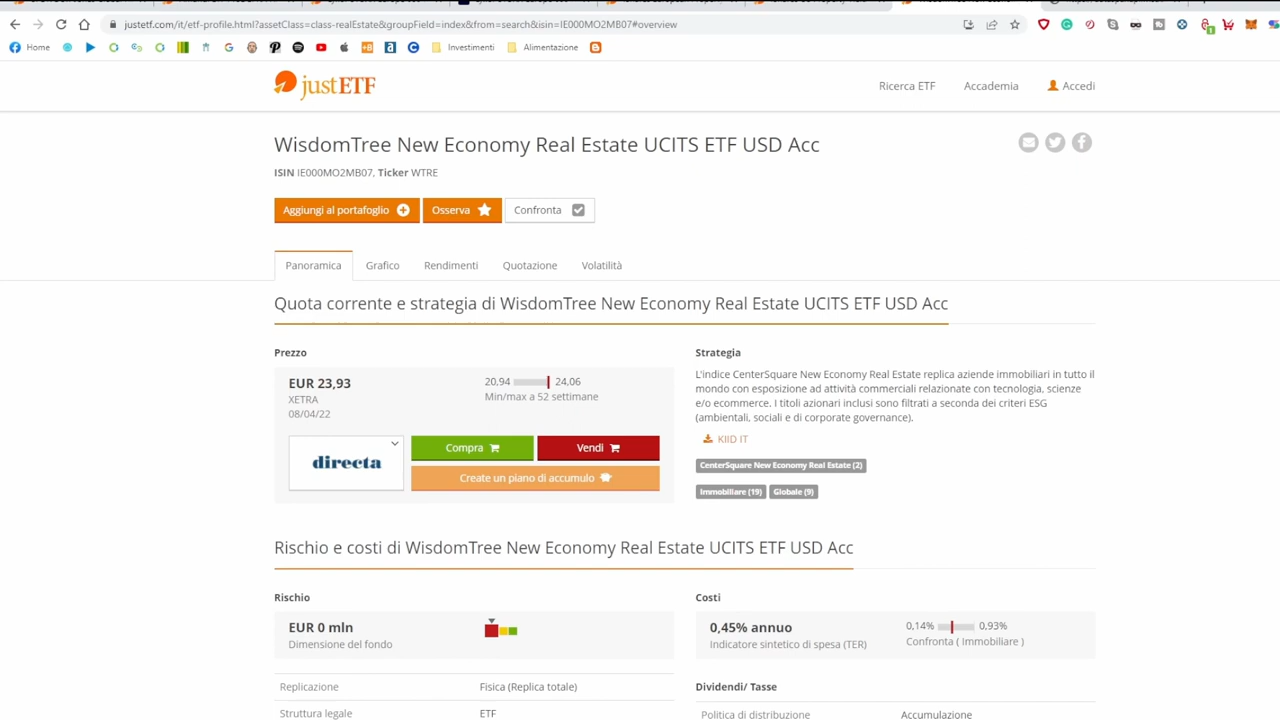 justetf.com/it/etf-profile.html?assetClass=class-realEstate&groupField=index&from=search&isin=IE000MO2MB07#overview
Home
Investimenti
Alimentazione
justETF
Ricerca ETF
Accademia
Accedi
WisdomTree New Economy Real Estate UCITS ETF USD Acc
ISIN IE000MO2MB07, Ticker WTRE
Aggiungi al portafoglio
Osserva
Confronta
Panoramica
Grafico
Rendimenti
Quotazione
Volatilità
Quota corrente e strategia di WisdomTree New Economy Real Estate UCITS ETF USD Acc
Prezzo
EUR 23,93
XETRA
08/04/22
20,94 24,06
Min/max a 52 settimane
directa
Compra
Vendi
Create un piano di accumulo
Strategia
L'indice CenterSquare New Economy Real Estate replica aziende immobiliari in tutto il
mondo con esposizione ad attività commerciali relazionate con tecnologia, scienze
e/o ecommerce. I titoli azionari inclusi sono filtrati a seconda dei criteri ESG
(ambientali, sociali e di corporate governance).
KIID IT
CenterSquare New Economy Real Estate (2)
Immobiliare (19)
Globale (9)
Rischio e costi di WisdomTree New Economy Real Estate UCITS ETF USD Acc
Rischio
EUR 0 mln
Dimensione del fondo
Replicazione
Fisica (Replica totale)
Struttura legale
ETF
Costi
0,45% annuo
Indicatore sintetico di spesa (TER)
0,14% 0,93%
Confronta ( Immobiliare )
Dividendi/ Tasse
Politica di distribuzione
Accumulazione